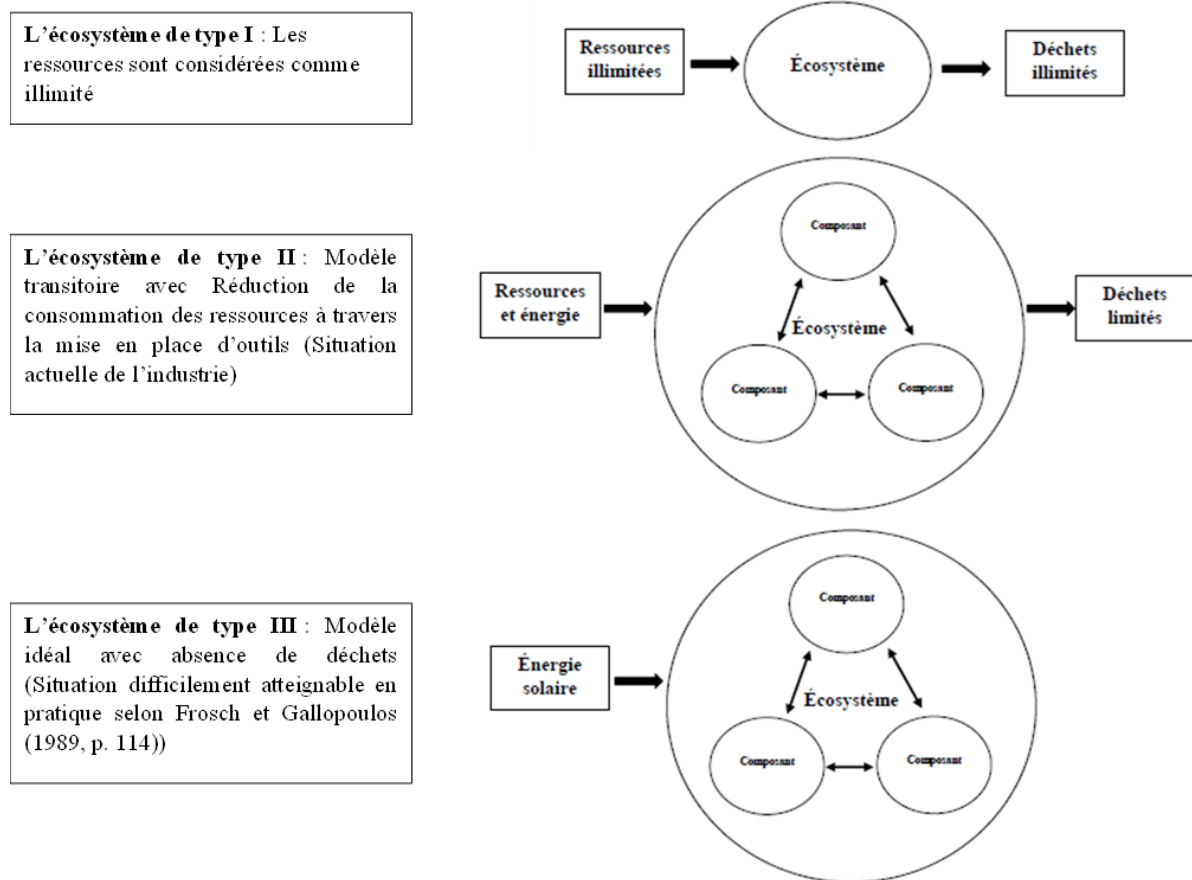 L'écosystème de type I : Les
ressources sont considérées comme
illimité
Ressources
illimitées
Écosystème
Déchets
illimités
L'écosystème de type II : Modèle
transitoire avec Réduction de la
consommation des ressources à travers
la mise en place d'outils (Situation
actuelle de l'industrie)
Ressources
et énergie
Composant
Écosystème
Composant
Composant
Déchets
limités
L'écosystème de type III : Modèle
idéal avec absence de déchets
(Situation difficilement atteignable en
pratique selon Frosch et Gallopoulos
(1989, p. 114))
Énergie
solaire
Composant
Écosystème
Composant
Composant